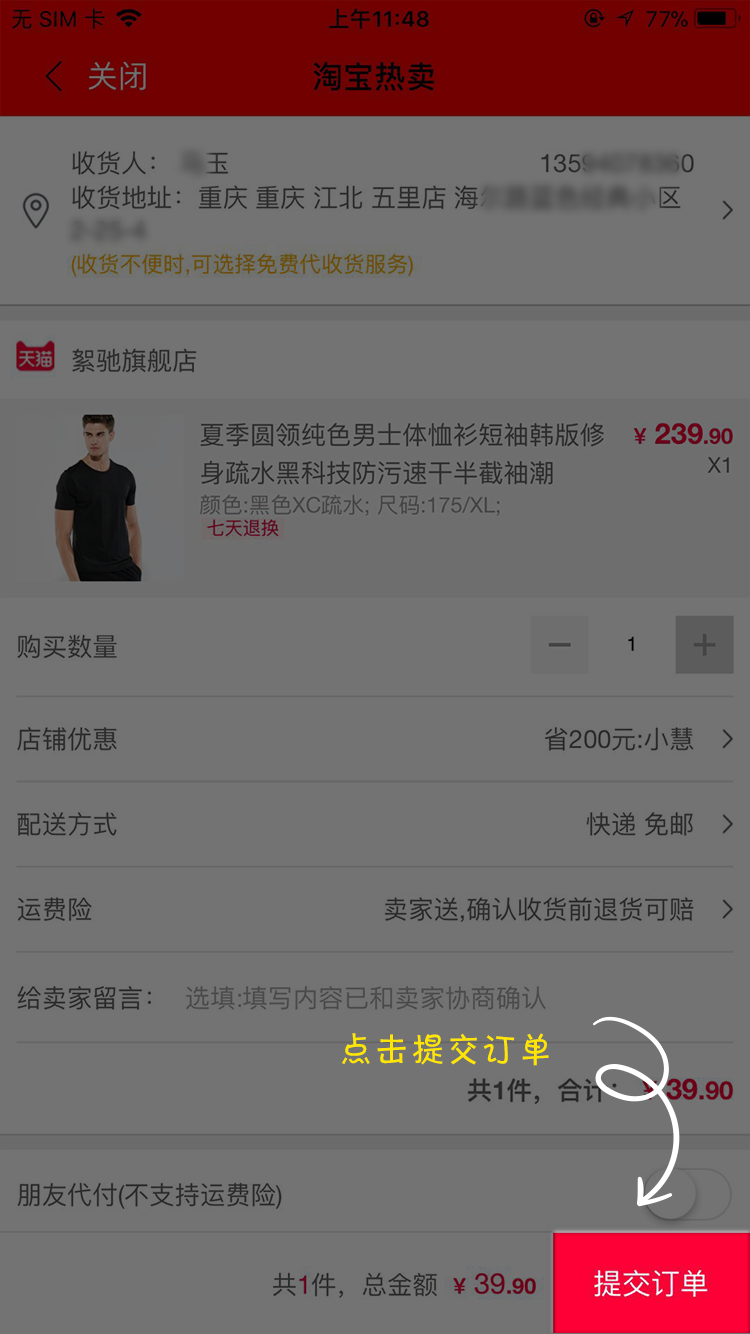 无 SIM 卡 上午11:48 77%
关闭 淘宝热卖
收货人： 玉 135 0
收货地址：重庆 重庆 江北 五里店 海 区
(收货不便时,可选择免费代收货服务)
天猫 絮驰旗舰店
夏季圆领纯色男士体恤衫短袖韩版修 ¥ 239.90
身疏水黑科技防污速干半截袖潮 X1
颜色:黑色XC疏水; 尺码:175/XL;
七天退换
购买数量 1
店铺优惠 省200元:小慧
配送方式 快递 免邮
运费险 卖家送,确认收货前退货可赔
给卖家留言： 选填:填写内容已和卖家协商确认
点击提交订单
共1件，合计： ¥ 39.90
朋友代付(不支持运费险)
共1件，总金额 ¥ 39.90 提交订单